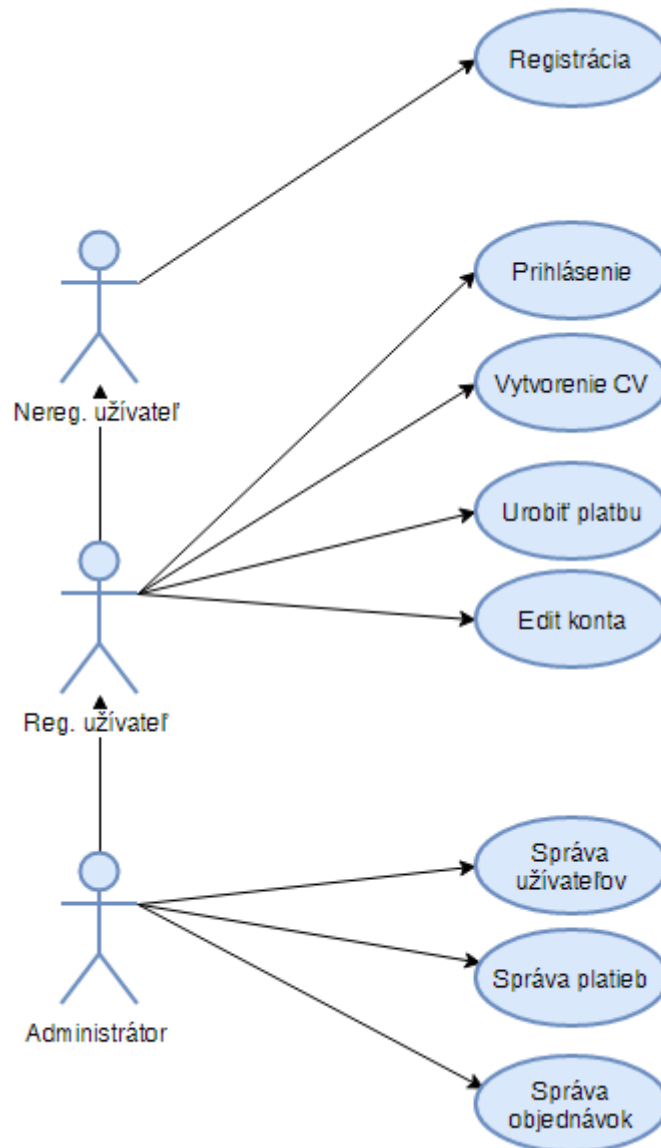 Registrácia
Prihlásenie
Vytvorenie CV
Nereg. užívateľ
Urobiť platbu
Edit konta
Reg. užívateľ
Správa
užívateľov
Správa platieb
Administrátor
Správa
objednávok